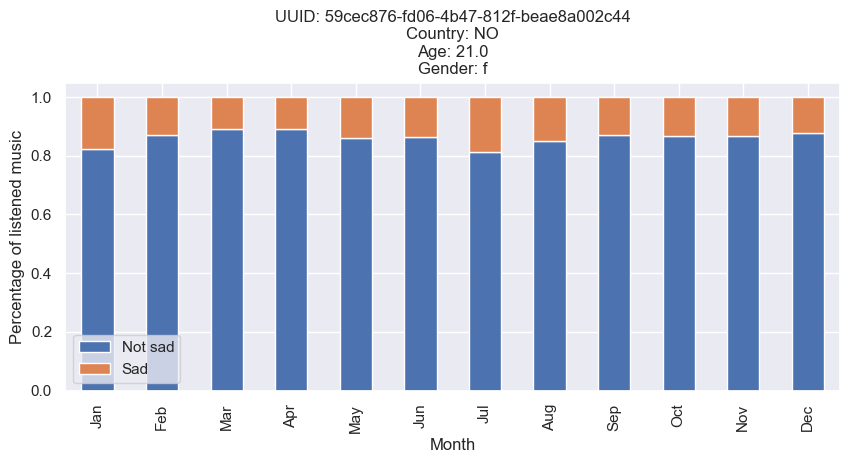 UUID: 59cec876-fd06-4b47-812f-beae8a002c44
Country: NO
Age: 21.0
Gender: f
Percentage of listened music
1.0
0.8
0.6
0.4
0.2
0.0
Not sad
Sad
Jan
Feb
Mar
Apr
May
Jun
Jul
Aug
Sep
Oct
Nov
Dec
Month